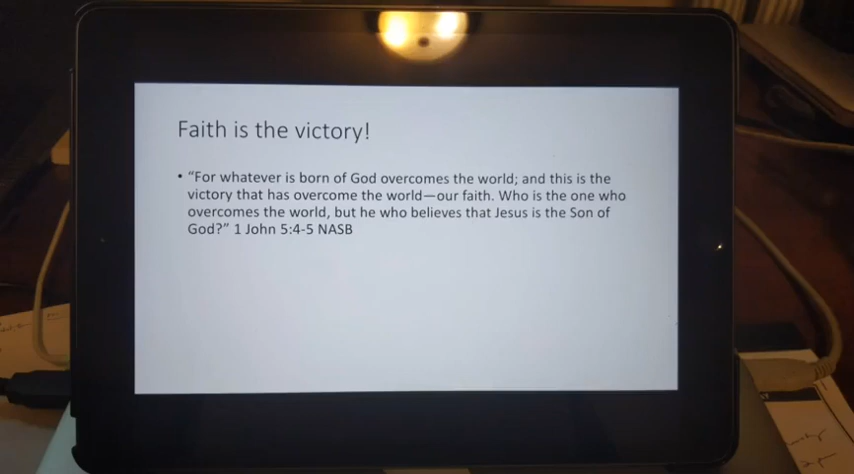 Faith is the victory!
• “For whatever is born of God overcomes the world; and this is the
victory that has overcome the world—our faith. Who is the one who
overcomes the world, but he who believes that Jesus is the Son of
God?” 1 John 5:4-5 NASB